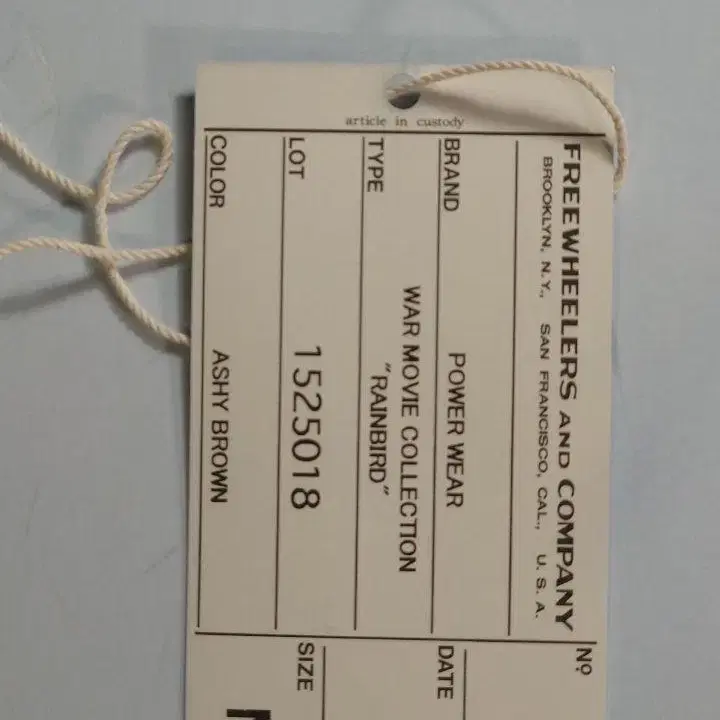 article in custody
FREEWHEELERS AND COMPANY
BROOKLYN, N.Y., SAN FRANCISCO, CAL., U. S. A.
BRAND POWER WEAR
TYPE WAR MOVIE COLLECTION
"RAINBIRD"
LOT 1525018
COLOR ASHY BROWN
Nº
DATE
SIZE